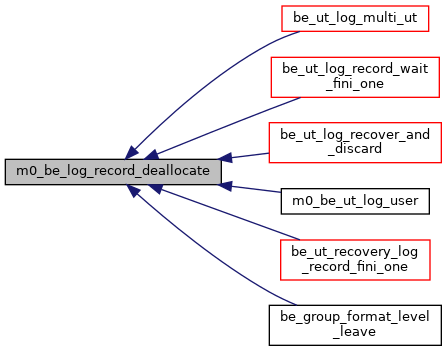 be_ut_log_multi_ut
be_ut_log_record_wait
_fini_one
be_ut_log_recover_and
_discard
m0_be_log_record_deallocate
m0_be_ut_log_user
be_ut_recovery_log
_record_fini_one
be_group_format_level
_leave